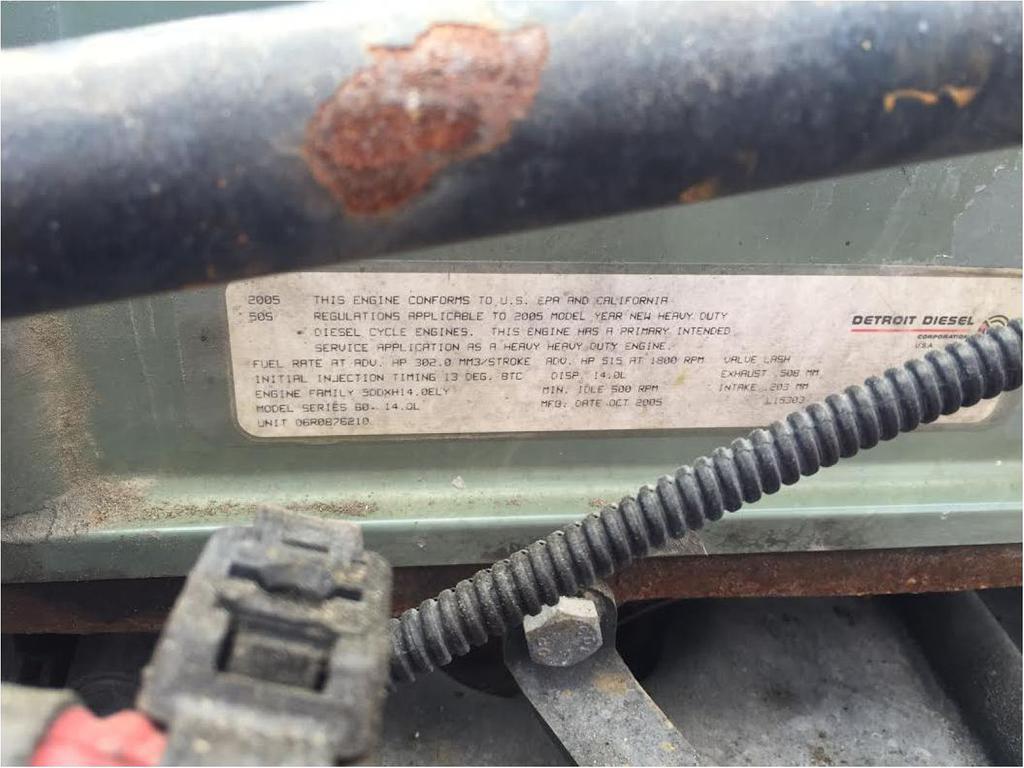 2005 THIS ENGINE CONFORMS TO U.S. EPA AND CALIFORNIA
505 REGULATIONS APPLICABLE TO 2005 MODEL YEAR NEW HEAVY DUTY
DIESEL CYCLE ENGINES. THIS ENGINE HAS A PRIMARY INTENDED
SERVICE APPLICATION AS A HEAVY HEAVY DUTY ENGINE.
FUEL RATE AT ADV. HP 302.0 MM3/STROKE ADV. HP 515 AT 1800 RPM VALVE LASH
INITIAL INJECTION TIMING 13 DEG. BTC DISP. 14.0L EXHAUST .508 MM
ENGINE FAMILY 5DDXH14.0ELY MIN. IDLE 500 RPM INTAKE .203 MM
MODEL SERIES 60- 14.0L MFG. DATE OCT 2005 L15303
UNIT 06R0876210
DETROIT DIESEL
CORPORATION
USA